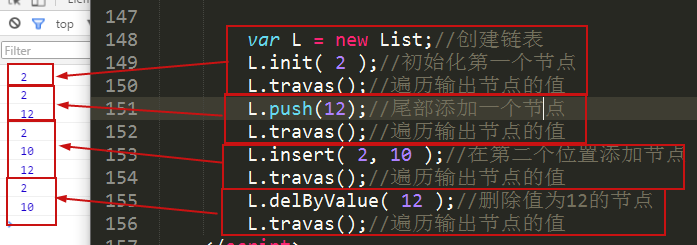 top
Filter
2
2
12
2
10
12
2
10
147
148 var L = new List;//创建链表
149 L.init( 2 );//初始化第一个节点
150 L.travas();//遍历输出节点的值
151 L.push(12);//尾部添加一个节点
152 L.travas();//遍历输出节点的值
153 L.insert( 2, 10 );//在第二个位置添加节点
154 L.travas();//遍历输出节点的值
155 L.delByValue( 12 );//删除值为12的节点
156 L.travas();//遍历输出节点的值
157 </script>